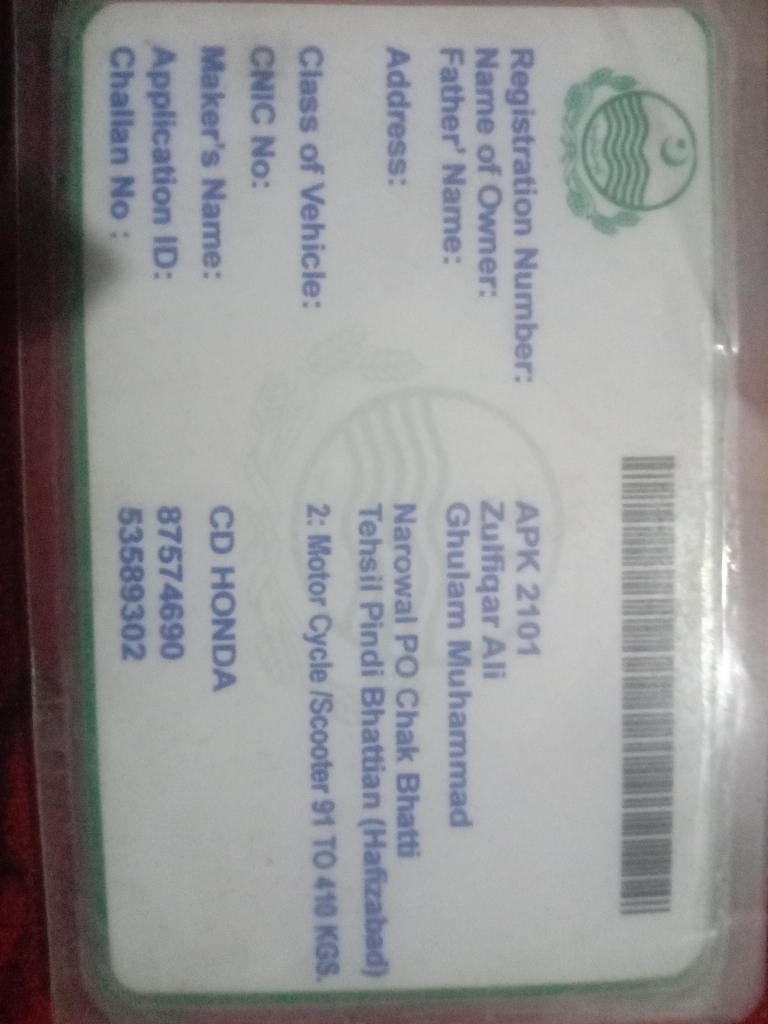 Registration Number: APK 2101
Name of Owner: Zulfiqar Ali
Father' Name: Ghulam Muhammad
Address: Narowal PO Chak Bhatti
Tehsil Pindi Bhattian (Hafizabad)
Class of Vehicle: 2: Motor Cycle /Scooter 91 TO 410 KGS.
CNIC No:
Maker's Name: CD HONDA
Application ID: 87574690
Challan No : 53589302